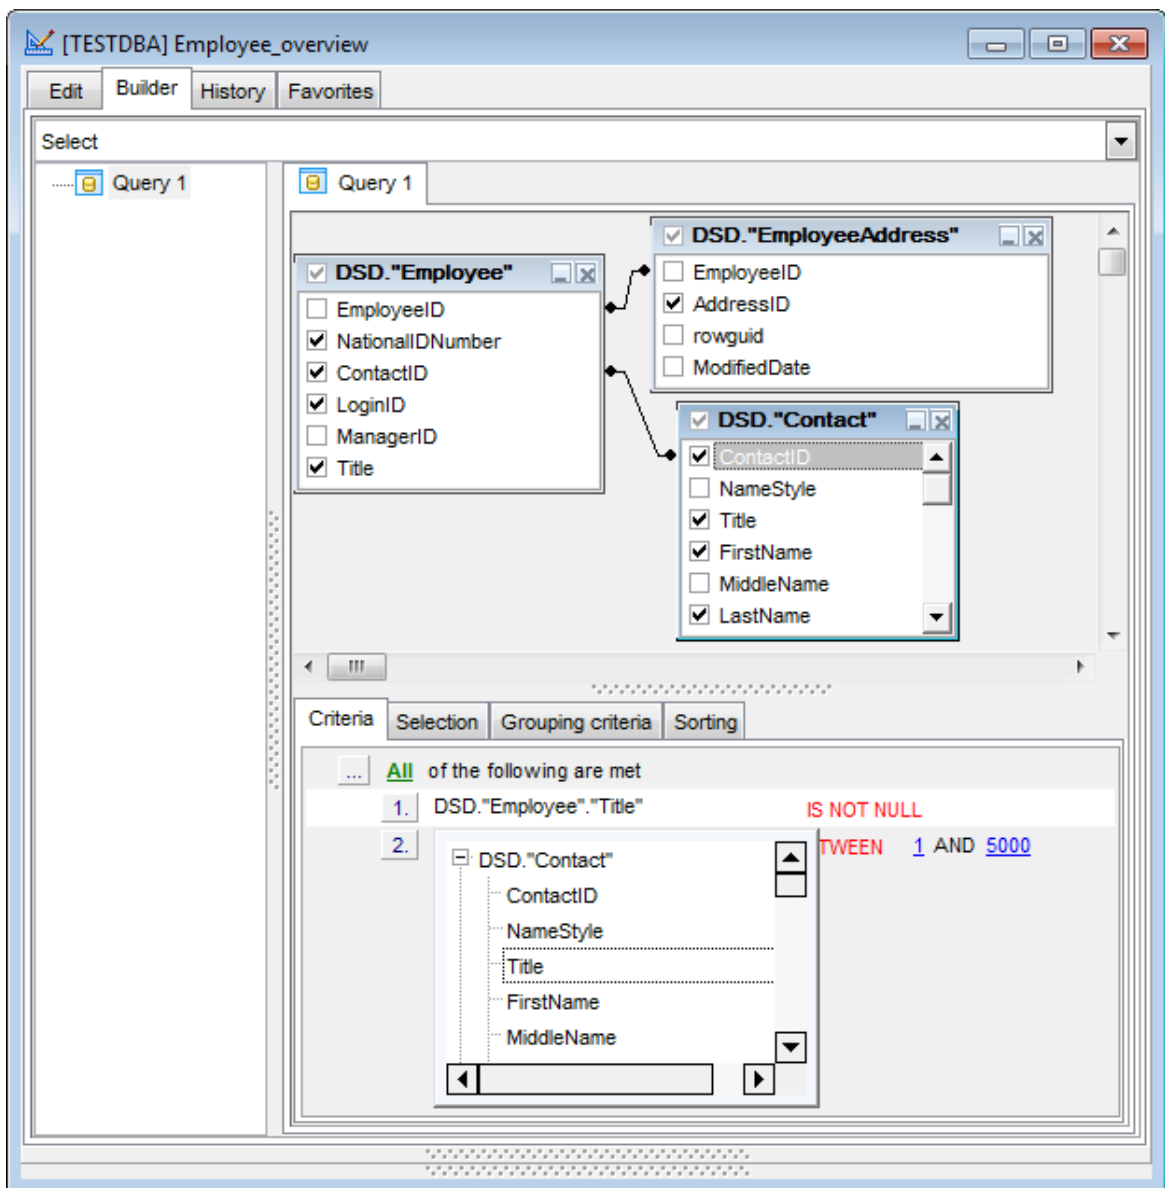 [TESTDBA] Employee_overview
Edit Builder History Favorites
Select
Query 1
Query 1
DSD."Employee"
EmployeeID
NationalIDNumber
ContactID
LoginID
ManagerID
Title
DSD."EmployeeAddress"
EmployeeID
AddressID
rowguid
ModifiedDate
DSD."Contact"
ContactID
NameStyle
Title
FirstName
MiddleName
LastName
Criteria Selection Grouping criteria Sorting
... All of the following are met
1. DSD."Employee"."Title" IS NOT NULL
2. TWEEN 1 AND 5000
DSD."Contact"
ContactID
NameStyle
Title
FirstName
MiddleName